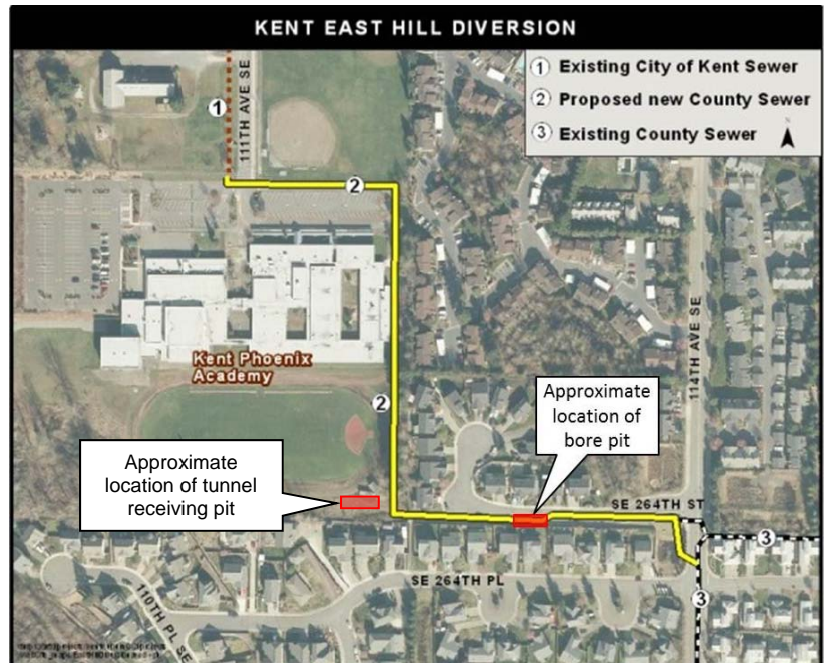 KENT EAST HILL DIVERSION
1 Existing City of Kent Sewer
2 Proposed new County Sewer
3 Existing County Sewer
N
1
111TH AVE SE
2
114TH AVE SE
Kent Phoenix
Academy
2
Approximate
location of
bore pit
Approximate
location of tunnel
receiving pit
SE 264TH ST
3
SE 264TH PL
3
110TH PL SE